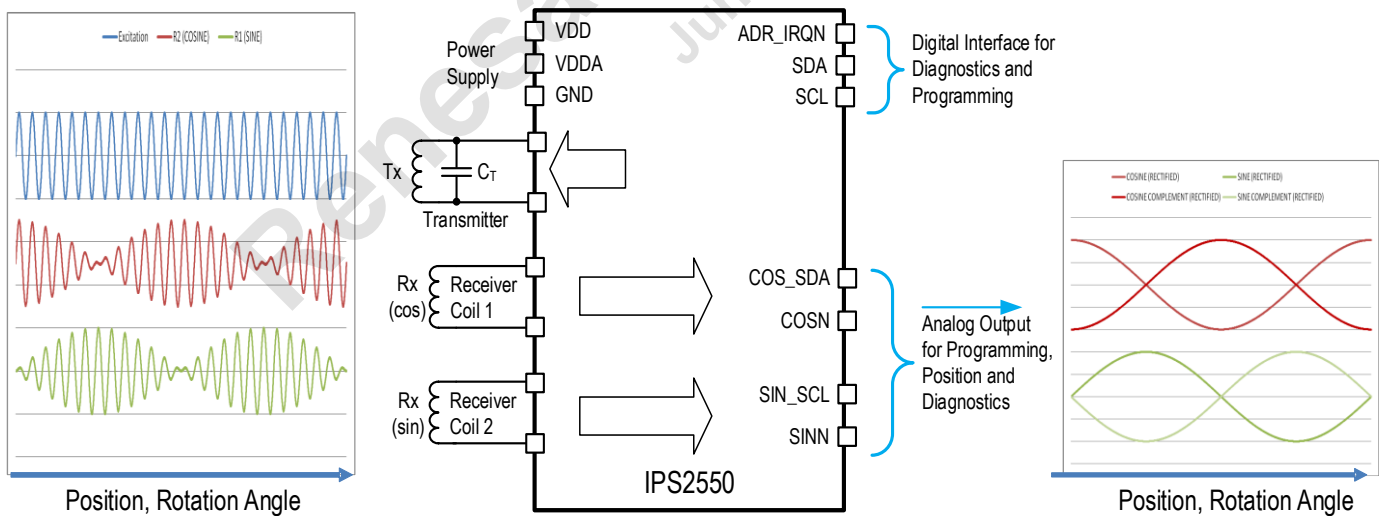 Excitation R2 (COSINE) R1 (SINE)
Position, Rotation Angle
Power
Supply
VDD
VDDA
GND
Tx
CT
Transmitter
Rx
(cos)
Receiver
Coil 1
Rx
(sin)
Receiver
Coil 2
IPS2550
ADR_IRQN
SDA
SCL
Digital Interface for
Diagnostics and
Programming
COS_SDA
COSN
SIN_SCL
SINN
Analog Output
for Programming,
Position and
Diagnostics
COSINE (RECTIFIED) SINE (RECTIFIED)
COSINE COMPLEMENT (RECTIFIED) SINE COMPLEMENT (RECTIFIED)
Position, Rotation Angle
Renesa